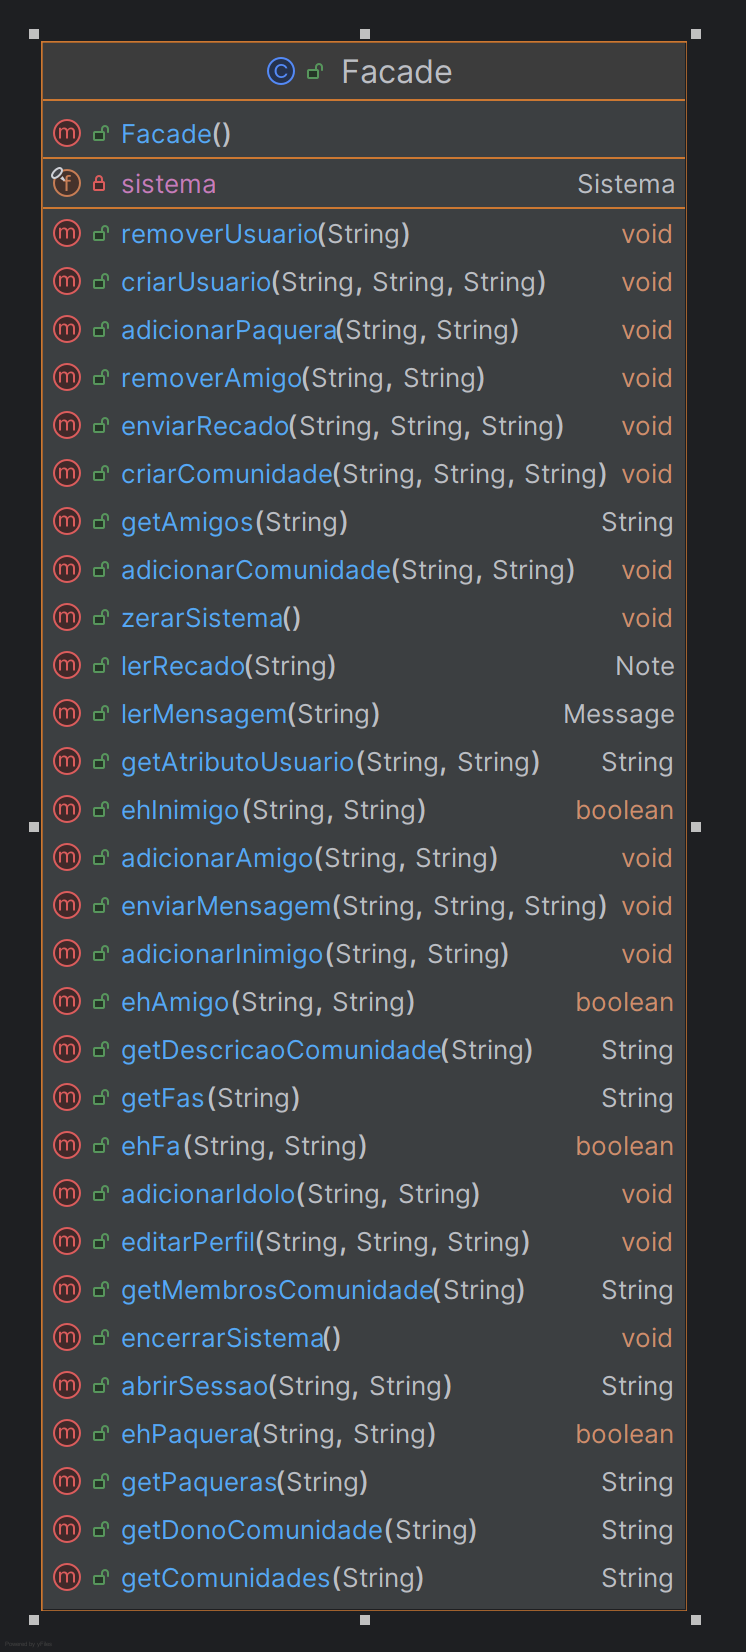 Facade
Facade()
sistema Sistema
removerUsuario(String) void
criarUsuario(String, String, String) void
adicionarPaquera(String, String) void
removerAmigo(String, String) void
enviarRecado(String, String, String) void
criarComunidade(String, String, String) void
getAmigos(String) String
adicionarComunidade(String, String) void
zerarSistema() void
lerRecado(String) Note
lerMensagem(String) Message
getAtributoUsuario(String, String) String
ehInimigo(String, String) boolean
adicionarAmigo(String, String) void
enviarMensagem(String, String, String) void
adicionarInimigo(String, String) void
ehAmigo(String, String) boolean
getDescricaoComunidade(String) String
getFas(String) String
ehFa(String, String) boolean
adicionarIdolo(String, String) void
editarPerfil(String, String, String) void
getMembrosComunidade(String) String
encerrarSistema() void
abrirSessao(String, String) String
ehPaquera(String, String) boolean
getPaqueras(String) String
getDonoComunidade(String) String
getComunidades(String) String
Powered by yFiles